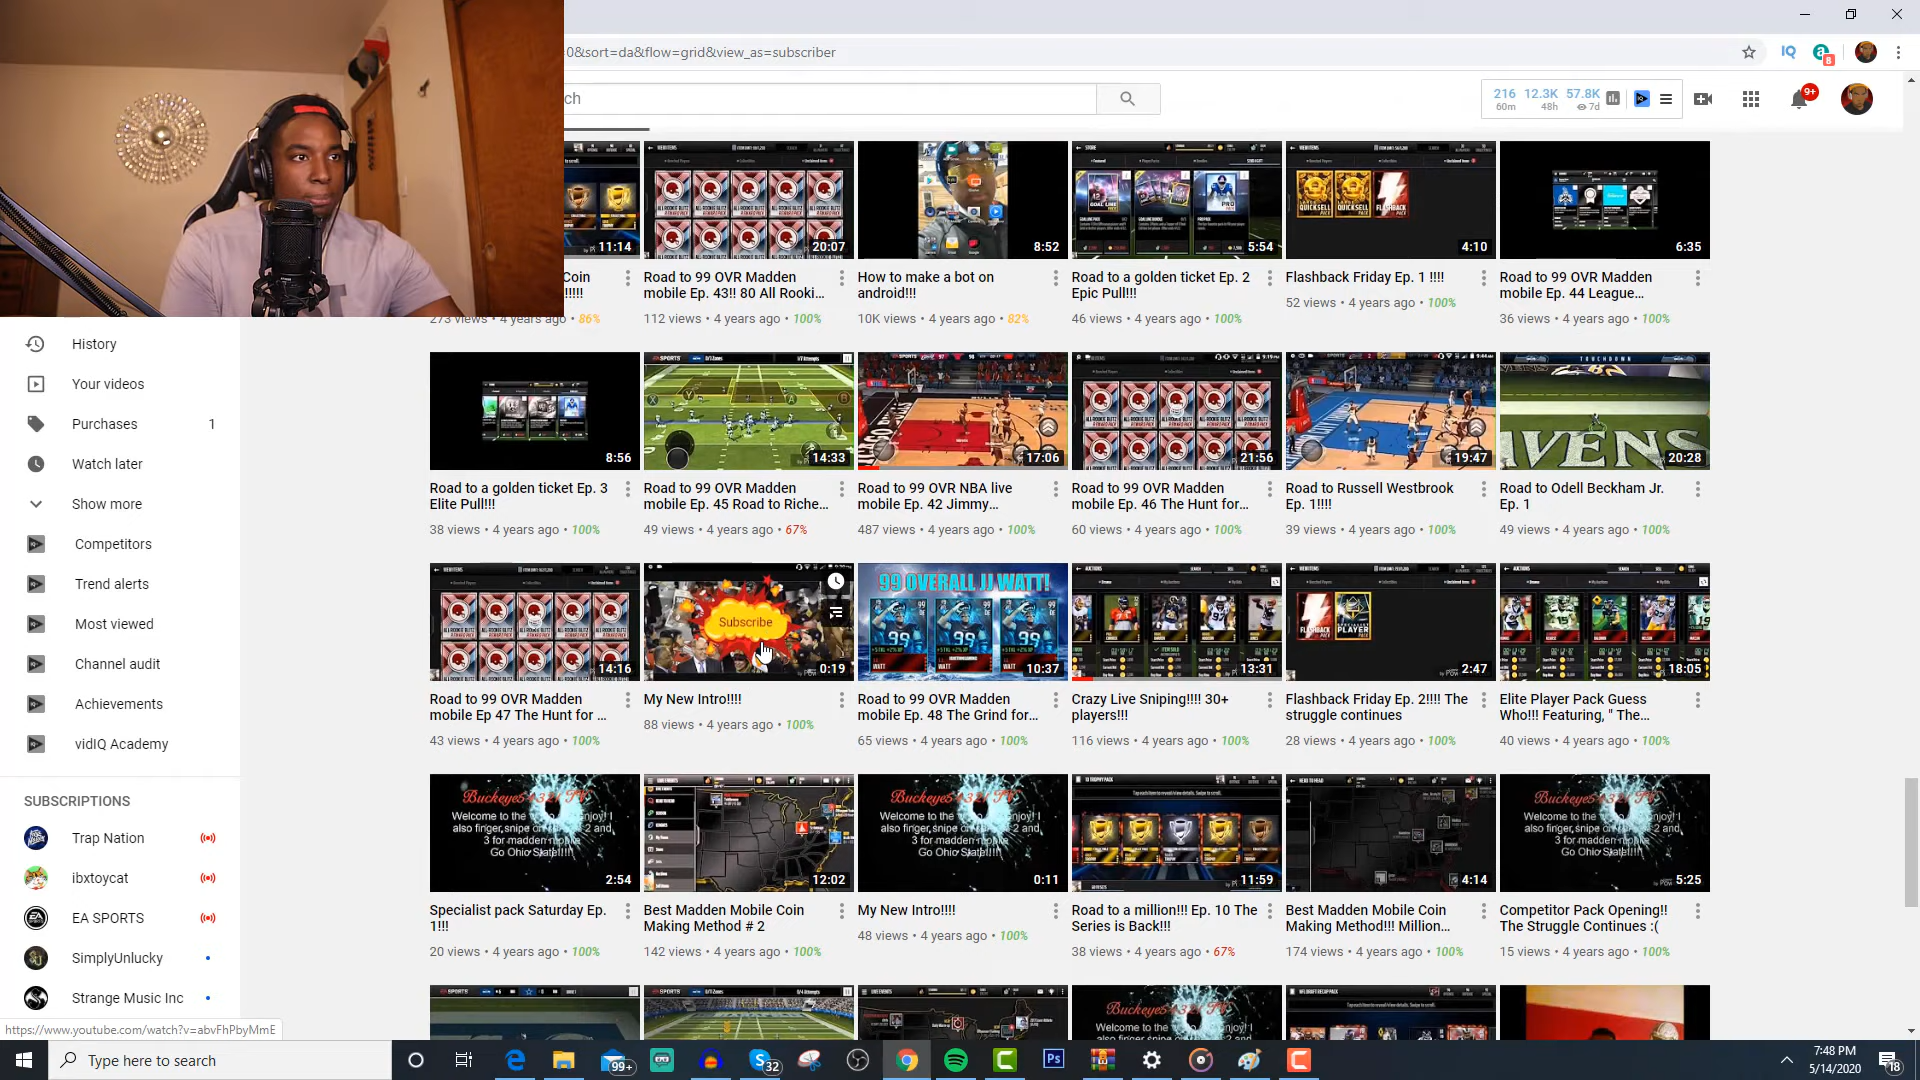 =0&sort=da&flow=grid&view_as=subscriber
ch
216 12.3K 57.8K
60m 48h 7d
8
9+
11:14
20:07
8:52
5:54
4:10
6:35
Coin
!!!!!
273 views • 4 years ago • 86%
Road to 99 OVR Madden
mobile Ep. 43!! 80 All Rooki...
112 views • 4 years ago • 100%
How to make a bot on
android!!!
10K views • 4 years ago • 82%
Road to a golden ticket Ep. 2
Epic Pull!!!
46 views • 4 years ago • 100%
Flashback Friday Ep. 1 !!!!
52 views • 4 years ago • 100%
Road to 99 OVR Madden
mobile Ep. 44 League...
36 views • 4 years ago • 100%
8:56
14:33
17:06
21:56
19:47
TOUCHDOWN
AVENS
20:28
Road to a golden ticket Ep. 3
Elite Pull!!!
38 views • 4 years ago • 100%
Road to 99 OVR Madden
mobile Ep. 45 Road to Riche...
49 views • 4 years ago • 67%
Road to 99 OVR NBA live
mobile Ep. 42 Jimmy...
487 views • 4 years ago • 100%
Road to 99 OVR Madden
mobile Ep. 46 The Hunt for...
60 views • 4 years ago • 100%
Road to Russell Westbrook
Ep. 1!!!!
39 views • 4 years ago • 100%
Road to Odell Beckham Jr.
Ep. 1
49 views • 4 years ago • 100%
14:16
Subscribe
0:19
99 OVERALL JJ WATT!
10:37
13:31
2:47
18:05
Road to 99 OVR Madden
mobile Ep 47 The Hunt for ...
43 views • 4 years ago • 100%
My New Intro!!!!
88 views • 4 years ago • 100%
Road to 99 OVR Madden
mobile Ep. 48 The Grind for...
65 views • 4 years ago • 100%
Crazy Live Sniping!!!! 30+
players!!!
116 views • 4 years ago • 100%
Flashback Friday Ep. 2!!!! The
struggle continues
28 views • 4 years ago • 100%
Elite Player Pack Guess
Who!!! Featuring, " The...
40 views • 4 years ago • 100%
2:54
12:02
0:11
11:59
4:14
5:25
Specialist pack Saturday Ep.
1!!!
20 views • 4 years ago • 100%
Best Madden Mobile Coin
Making Method # 2
142 views • 4 years ago • 100%
My New Intro!!!!
48 views • 4 years ago • 100%
Road to a million!!! Ep. 10 The
Series is Back!!!
38 views • 4 years ago • 67%
Best Madden Mobile Coin
Making Method!!! Million...
174 views • 4 years ago • 100%
Competitor Pack Opening!!
The Struggle Continues :(
15 views • 4 years ago • 100%
History
Your videos
Purchases 1
Watch later
Show more
Competitors
Trend alerts
Most viewed
Channel audit
Achievements
vidIQ Academy
SUBSCRIPTIONS
Trap Nation
ibxtoycat
EA SPORTS
SimplyUnlucky
Strange Music Inc
https://www.youtube.com/watch?v=abvFhPbyMmE
Type here to search
99+
32
Ps
7:48 PM
5/14/2020
18